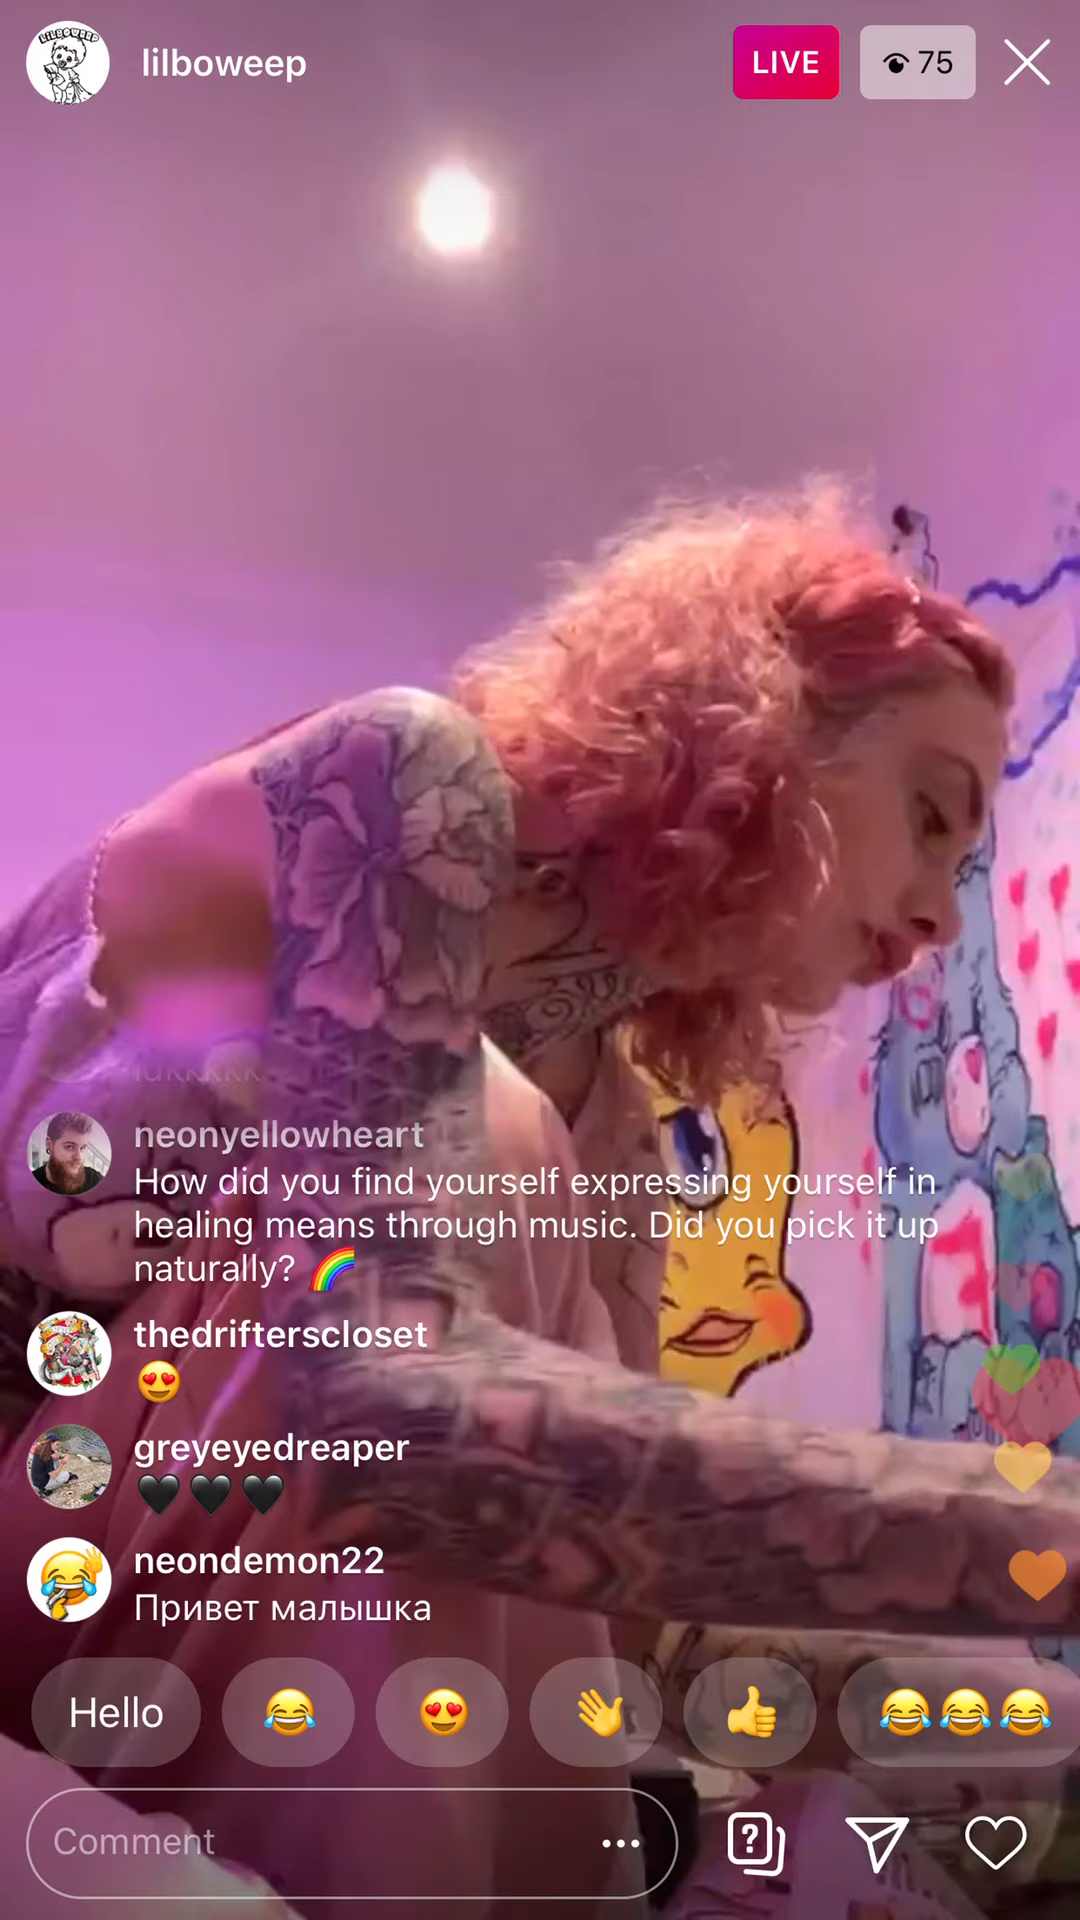 LiLBOWEEP
lilboweep
LIVE
75
neonyellowheart
How did you find yourself expressing yourself in
healing means through music. Did you pick it up
naturally? 🌈
thedrifterscloset
😍
greyeyedreaper
🖤 🖤 🖤
neondemon22
Привет малышка
Hello
😂
😍
👋
👍
😂 😂 😂
Comment